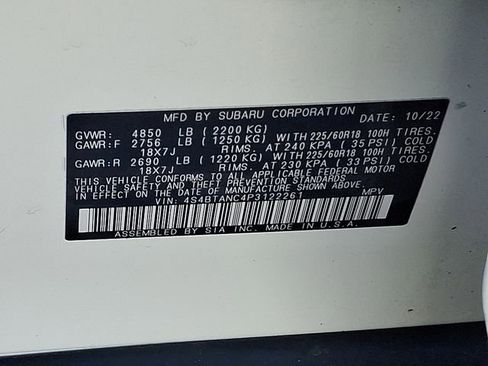 MFD BY SUBARU CORPORATION DATE: 10/22
GVWR: 4850 LB ( 2200 KG)
GAWR:F 2756 LB ( 1250 KG) WITH 225/60R18 100H TIRES,
18X7J RIMS, AT 240 KPA ( 35 PSI) COLD
GAWR:R 2690 LB ( 1220 KG) WITH 225/60R18 100H TIRES,
18X7J RIMS, AT 230 KPA ( 33 PSI) COLD
THIS VEHICLE CONFORMS TO ALL APPLICABLE FEDERAL MOTOR
VEHICLE SAFETY, BUMPER, AND THEFT PREVENTION STANDARDS IN
EFFECT ON THE DATE OF MANUFACTURE SHOWN ABOVE.
VIN: 4S4BTANC4P3122261 MPV
ASSEMBLED BY SIA INC. MADE IN U.S.A.